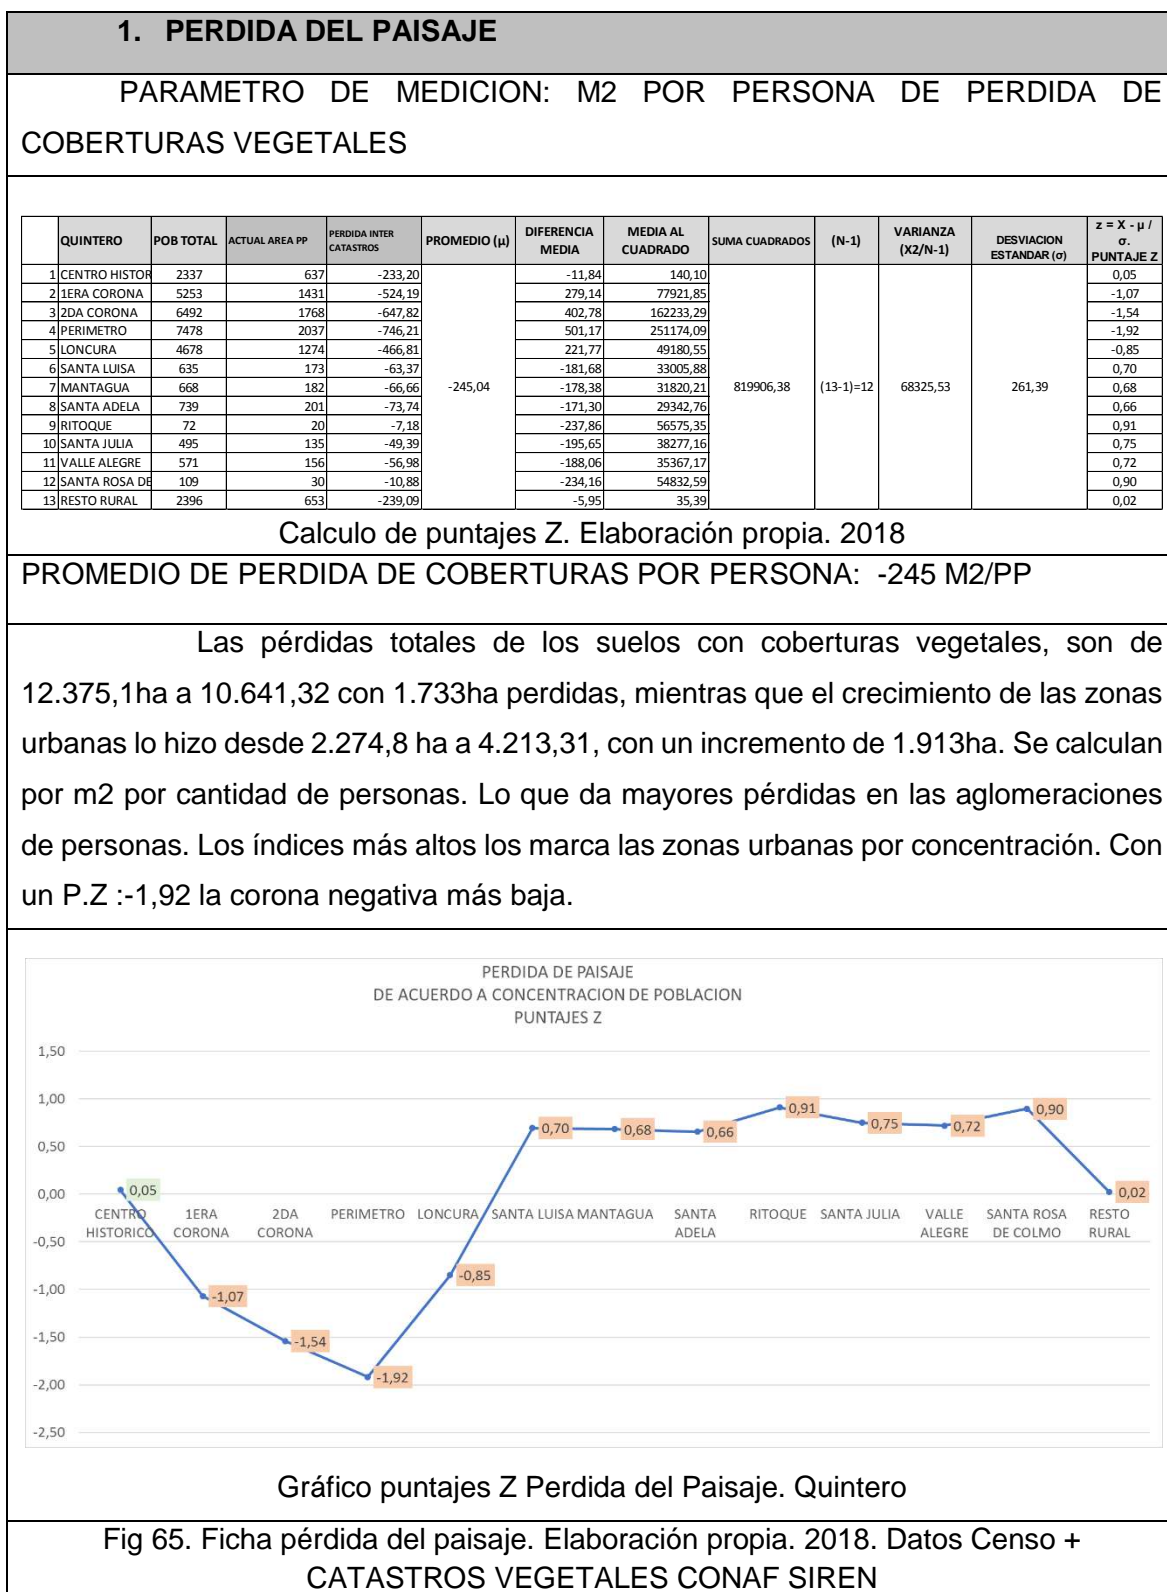 1. PERDIDA DEL PAISAJE
PARAMETRO DE MEDICION: M2 POR PERSONA DE PERDIDA DE
COBERTURAS VEGETALES
QUINTERO POB TOTAL ACTUAL AREA PP PERDIDA INTER CATASTROS PROMEDIO (µ) DIFERENCIA MEDIA MEDIA AL CUADRADO SUMA CUADRADOS (N-1) VARIANZA (X2/N-1) DESVIACION ESTANDAR (σ) z = X - µ / σ. PUNTAJE Z
1 CENTRO HISTOR 2337 637 -233,20 -11,84 140,10 0,05
2 1ERA CORONA 5253 1431 -524,19 279,14 77921,85 -1,07
3 2DA CORONA 6492 1768 -647,82 402,78 162233,29 -1,54
4 PERIMETRO 7478 2037 -746,21 501,17 251174,09 -1,92
5 LONCURA 4678 1274 -466,81 221,77 49180,55 -0,85
6 SANTA LUISA 635 173 -63,37 -181,68 33005,88 0,70
7 MANTAGUA 668 182 -66,66 -245,04 -178,38 31820,21 819906,38 (13-1)=12 68325,53 261,39 0,68
8 SANTA ADELA 739 201 -73,74 -171,30 29342,76 0,66
9 RITOQUE 72 20 -7,18 -237,86 56575,35 0,91
10 SANTA JULIA 495 135 -49,39 -195,65 38277,16 0,75
11 VALLE ALEGRE 571 156 -56,98 -188,06 35367,17 0,72
12 SANTA ROSA DE 109 30 -10,88 -234,16 54832,59 0,90
13 RESTO RURAL 2396 653 -239,09 -5,95 35,39 0,02
Calculo de puntajes Z. Elaboración propia. 2018
PROMEDIO DE PERDIDA DE COBERTURAS POR PERSONA: -245 M2/PP
Las pérdidas totales de los suelos con coberturas vegetales, son de
12.375,1ha a 10.641,32 con 1.733ha perdidas, mientras que el crecimiento de las zonas
urbanas lo hizo desde 2.274,8 ha a 4.213,31, con un incremento de 1.913ha. Se calculan
por m2 por cantidad de personas. Lo que da mayores pérdidas en las aglomeraciones
de personas. Los índices más altos los marca las zonas urbanas por concentración. Con
un P.Z :-1,92 la corona negativa más baja.
PERDIDA DE PAISAJE
DE ACUERDO A CONCENTRACION DE POBLACION
PUNTAJES Z
1,50
1,00
0,50
0,00
-0,50
-1,00
-1,50
-2,00
-2,50
0,05
-1,07
-1,54
-1,92
-0,85
0,70
0,68
0,66
0,91
0,75
0,72
0,90
0,02
CENTRO HISTORICO
1ERA CORONA
2DA CORONA
PERIMETRO
LONCURA
SANTA LUISA
MANTAGUA
SANTA ADELA
RITOQUE
SANTA JULIA
VALLE ALEGRE
SANTA ROSA DE COLMO
RESTO RURAL
Gráfico puntajes Z Perdida del Paisaje. Quintero
Fig 65. Ficha pérdida del paisaje. Elaboración propia. 2018. Datos Censo +
CATASTROS VEGETALES CONAF SIREN